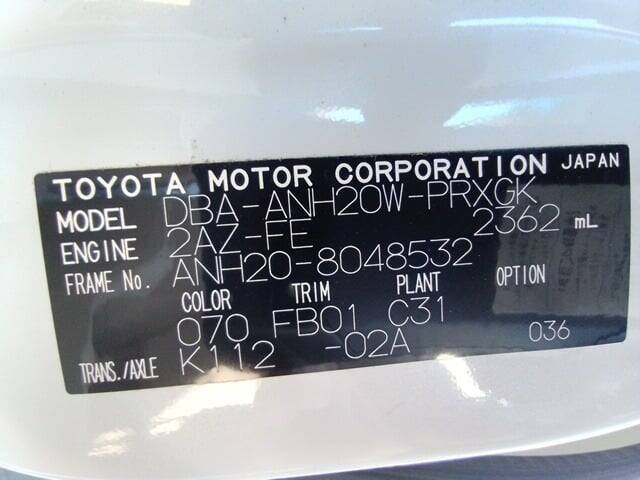 TOYOTA MOTOR CORPORATION JAPAN
MODEL DBA-ANH20W-PRXGK
ENGINE 2AZ-FE 2362 mL
FRAME No. ANH20-8048532
COLOR TRIM PLANT OPTION
070 FB01 C31
TRANS./AXLE K112 -02A 036